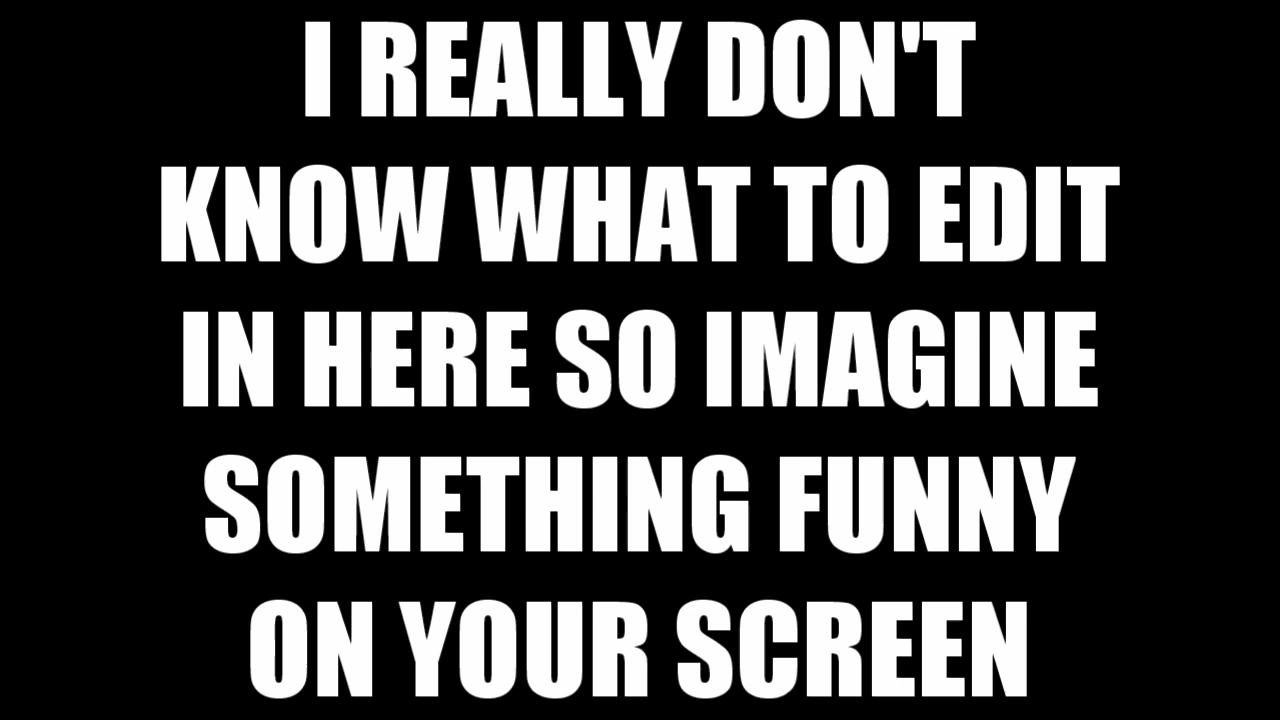 I REALLY DON'T
KNOW WHAT TO EDIT
IN HERE SO IMAGINE
SOMETHING FUNNY
ON YOUR SCREEN